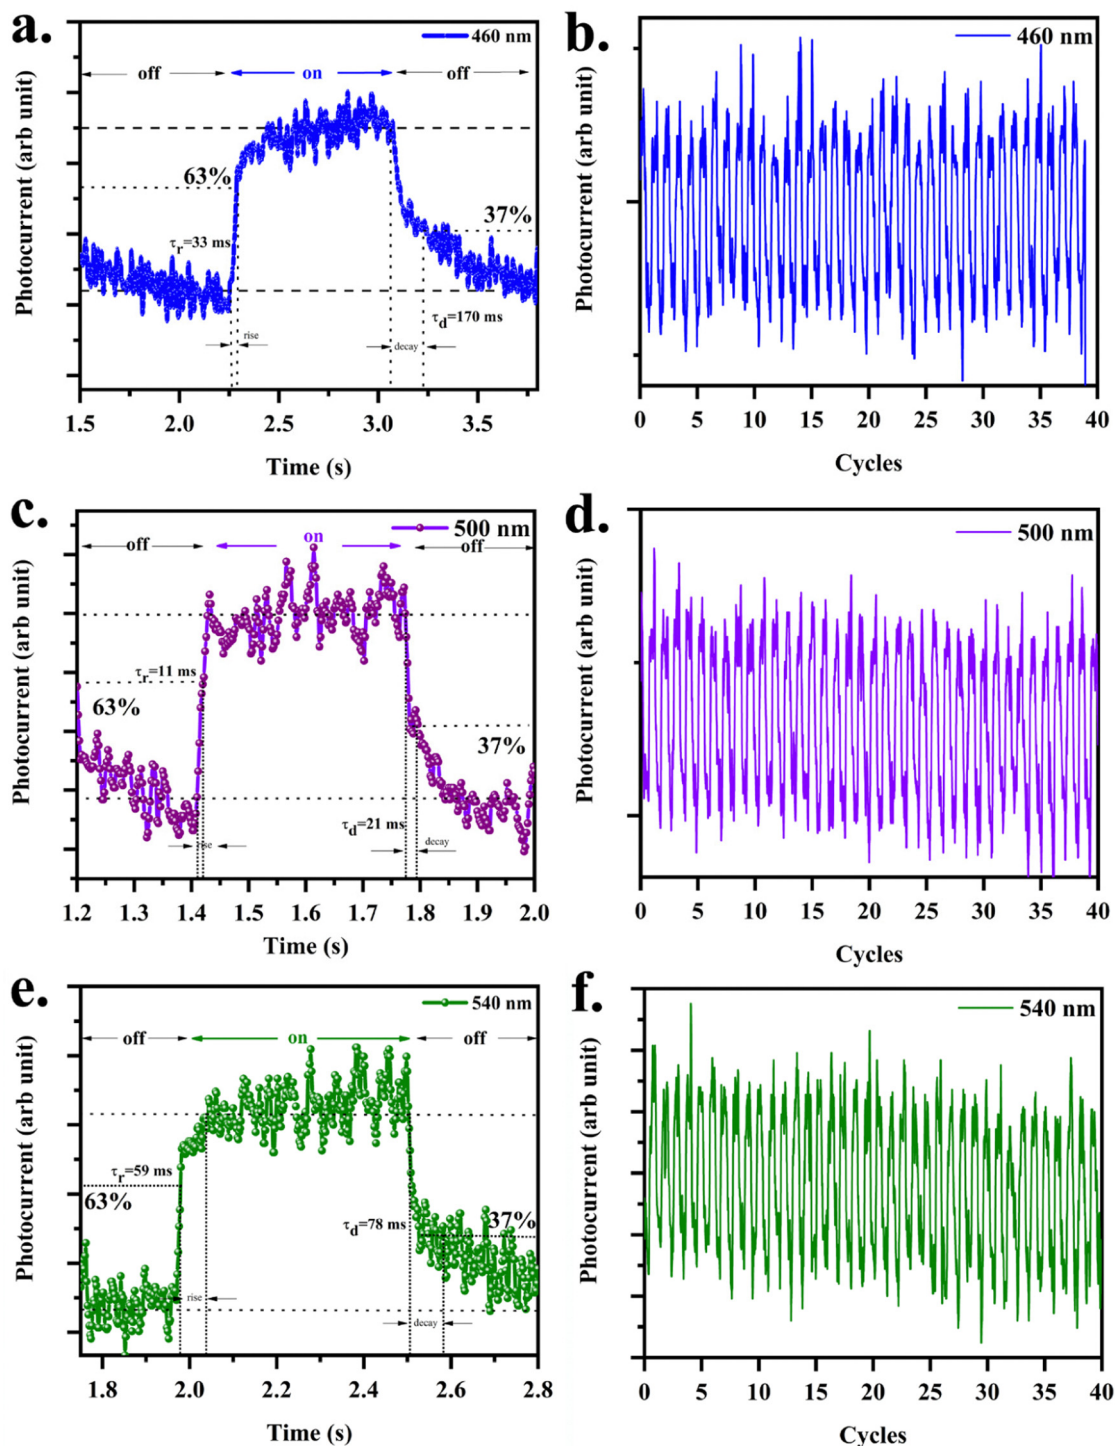 a.
460 nm
off
on
off
63%
37%
τr=33 ms
τd=170 ms
rise
decay
Photocurrent (arb unit)
1.5 2.0 2.5 3.0 3.5
Time (s)
b.
460 nm
Photocurrent (arb unit)
0 5 10 15 20 25 30 35 40
Cycles
c.
500 nm
off
on
off
τr=11 ms
63%
37%
τd=21 ms
rise
decay
Photocurrent (arb unit)
1.2 1.3 1.4 1.5 1.6 1.7 1.8 1.9 2.0
Time (s)
d.
500 nm
Photocurrent (arb unit)
0 5 10 15 20 25 30 35 40
Cycles
e.
540 nm
off
on
off
τr=59 ms
63%
37%
τd=78 ms
rise
decay
Photocurrent (arb unit)
1.8 2.0 2.2 2.4 2.6 2.8
Time (s)
f.
540 nm
Photocurrent (arb unit)
0 5 10 15 20 25 30 35 40
Cycles